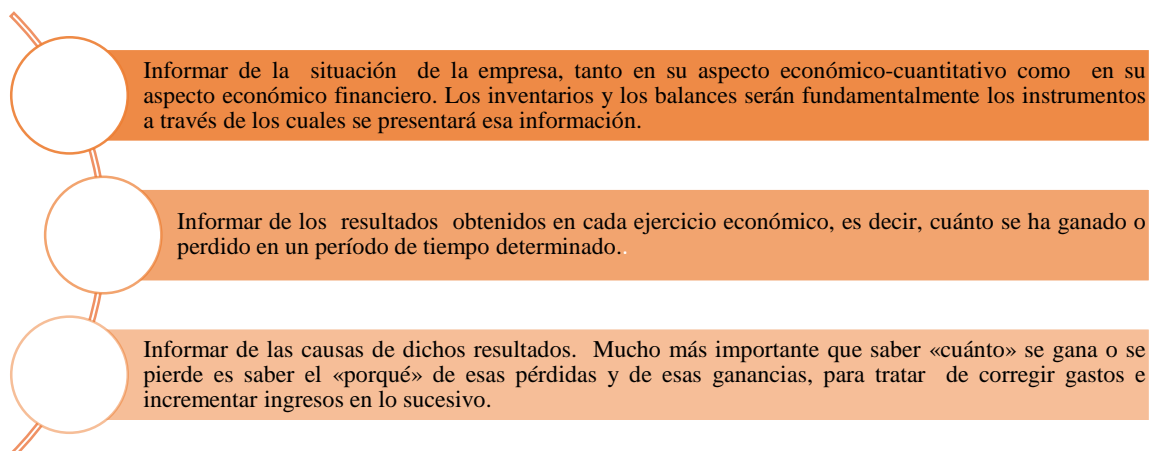 Informar de la situación de la empresa, tanto en su aspecto económico-cuantitativo como en su
aspecto económico financiero. Los inventarios y los balances serán fundamentalmente los instrumentos
a través de los cuales se presentará esa información.
Informar de los resultados obtenidos en cada ejercicio económico, es decir, cuánto se ha ganado o
perdido en un período de tiempo determinado..
Informar de las causas de dichos resultados. Mucho más importante que saber «cuánto» se gana o se
pierde es saber el «porqué» de esas pérdidas y de esas ganancias, para tratar de corregir gastos e
incrementar ingresos en lo sucesivo.